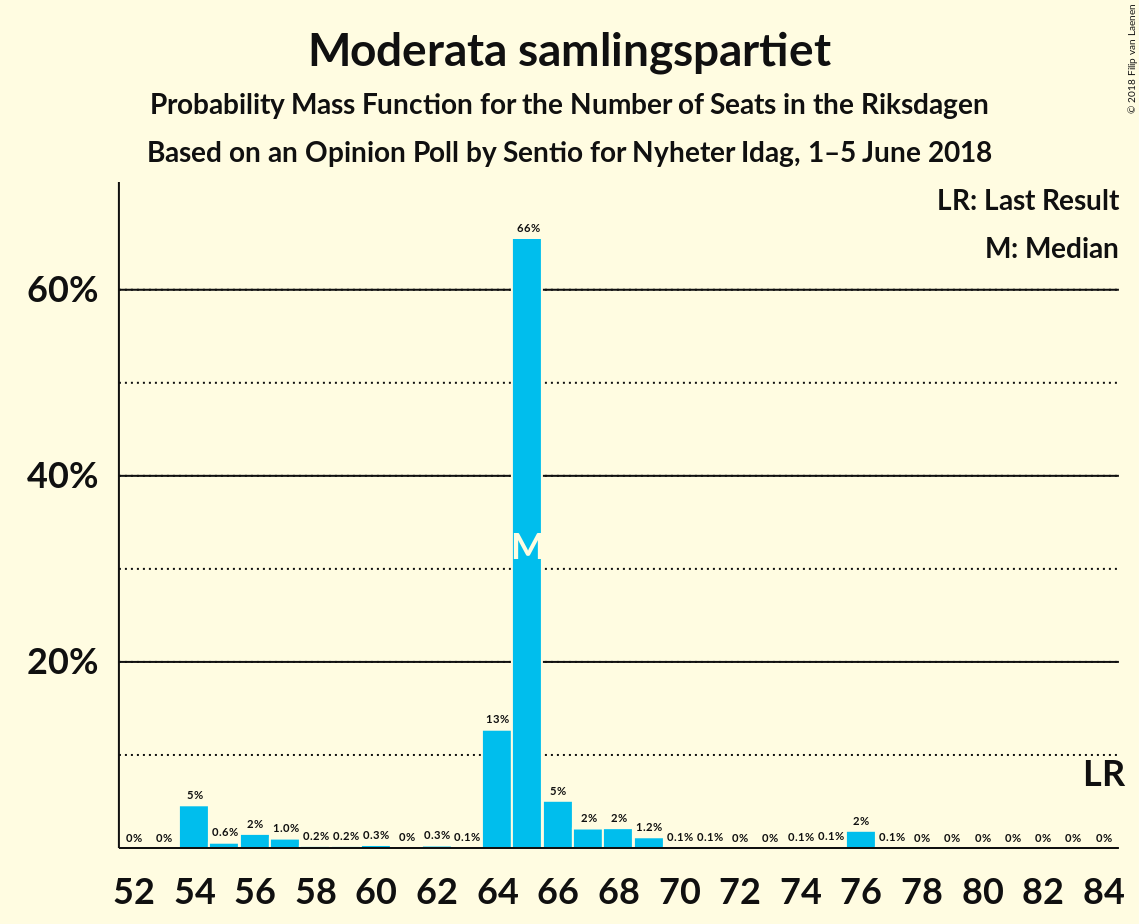 Moderata samlingspartiet
Probability Mass Function for the Number of Seats in the Riksdagen
Based on an Opinion Poll by Sentio for Nyheter Idag, 1–5 June 2018
© 2018 Filip van Laenen
LR: Last Result
M: Median
60%
40%
20%
0% 0% 5% 0.6% 2% 1.0% 0.2% 0.2% 0.3% 0% 0.3% 0.1% 13% 66% 5% 2% 2% 1.2% 0.1% 0.1% 0% 0% 0.1% 0.1% 2% 0.1% 0% 0% 0% 0% 0% 0% 0%
M
LR
52 54 56 58 60 62 64 66 68 70 72 74 76 78 80 82 84